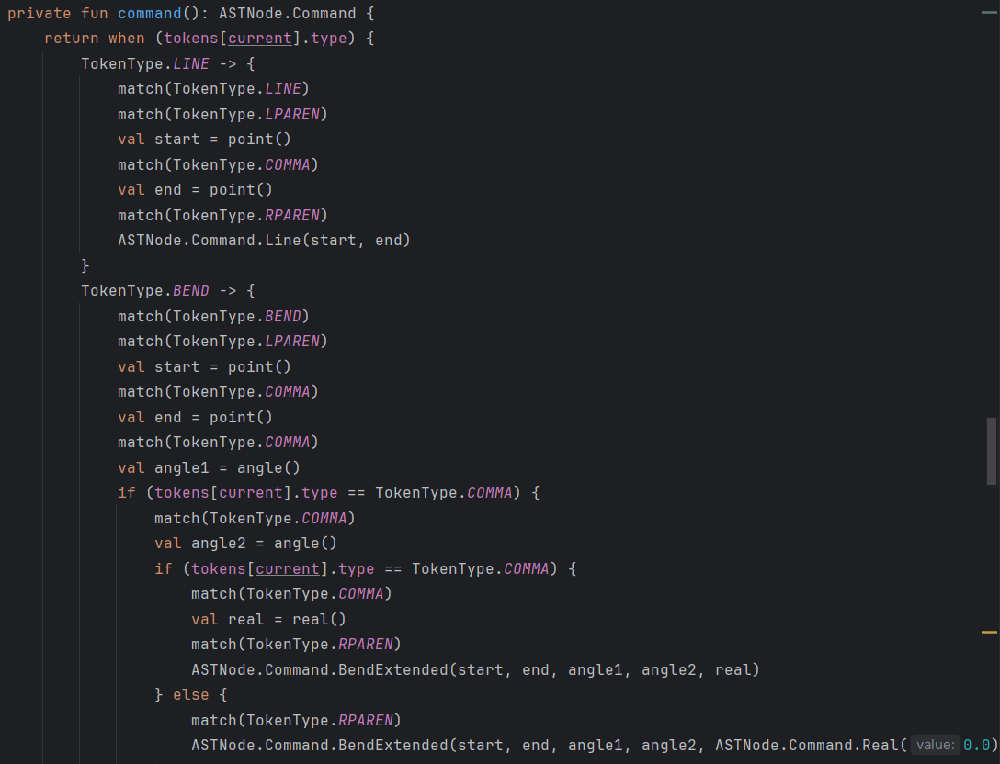 private fun command(): ASTNode.Command {
    return when (tokens[current].type) {
        TokenType.LINE -> {
            match(TokenType.LINE)
            match(TokenType.LPAREN)
            val start = point()
            match(TokenType.COMMA)
            val end = point()
            match(TokenType.RPAREN)
            ASTNode.Command.Line(start, end)
        }
        TokenType.BEND -> {
            match(TokenType.BEND)
            match(TokenType.LPAREN)
            val start = point()
            match(TokenType.COMMA)
            val end = point()
            match(TokenType.COMMA)
            val angle1 = angle()
            if (tokens[current].type == TokenType.COMMA) {
                match(TokenType.COMMA)
                val angle2 = angle()
                if (tokens[current].type == TokenType.COMMA) {
                    match(TokenType.COMMA)
                    val real = real()
                    match(TokenType.RPAREN)
                    ASTNode.Command.BendExtended(start, end, angle1, angle2, real)
                } else {
                    match(TokenType.RPAREN)
                    ASTNode.Command.BendExtended(start, end, angle1, angle2, ASTNode.Command.Real( value: 0.0)